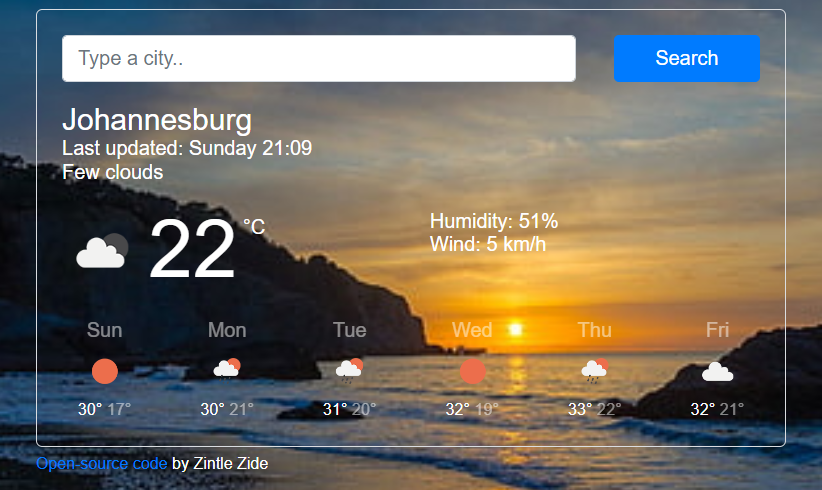 Type a city..
Search
Johannesburg
Last updated: Sunday 21:09
Few clouds
22 °C
Humidity: 51%
Wind: 5 km/h
Sun Mon Tue Wed Thu Fri
30° 17° 30° 21° 31° 20° 32° 19° 33° 22° 32° 21°
Open-source code by Zintle Zide